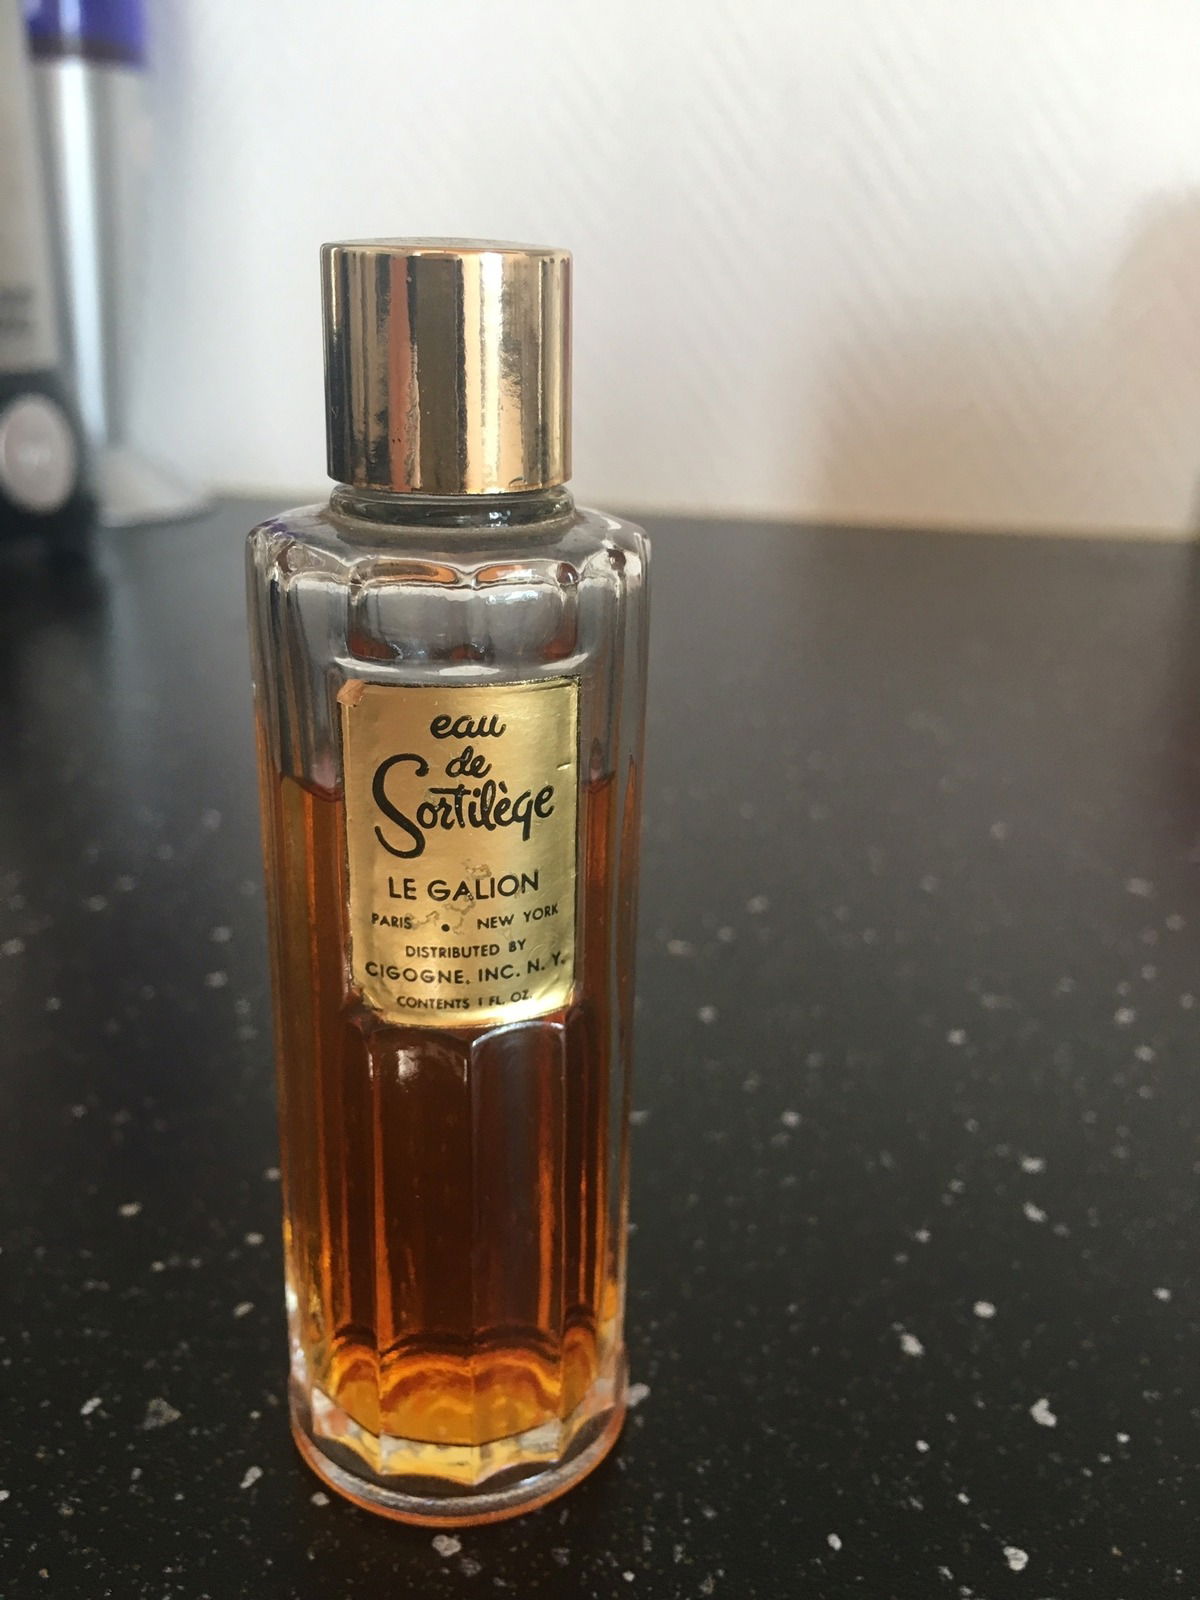 eau
de
Sortilège
LE GALION
PARIS • NEW YORK
DISTRIBUTED BY
CIGOGNE, INC. N. Y.
CONTENTS 1 FL. OZ.